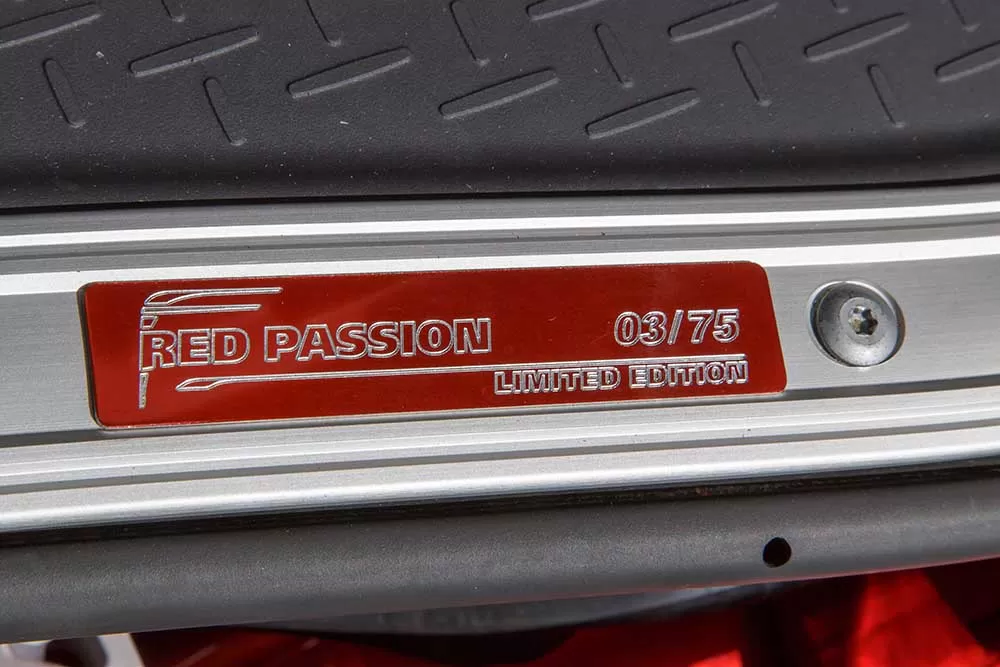 RED PASSION 03/75
LIMITED EDITION